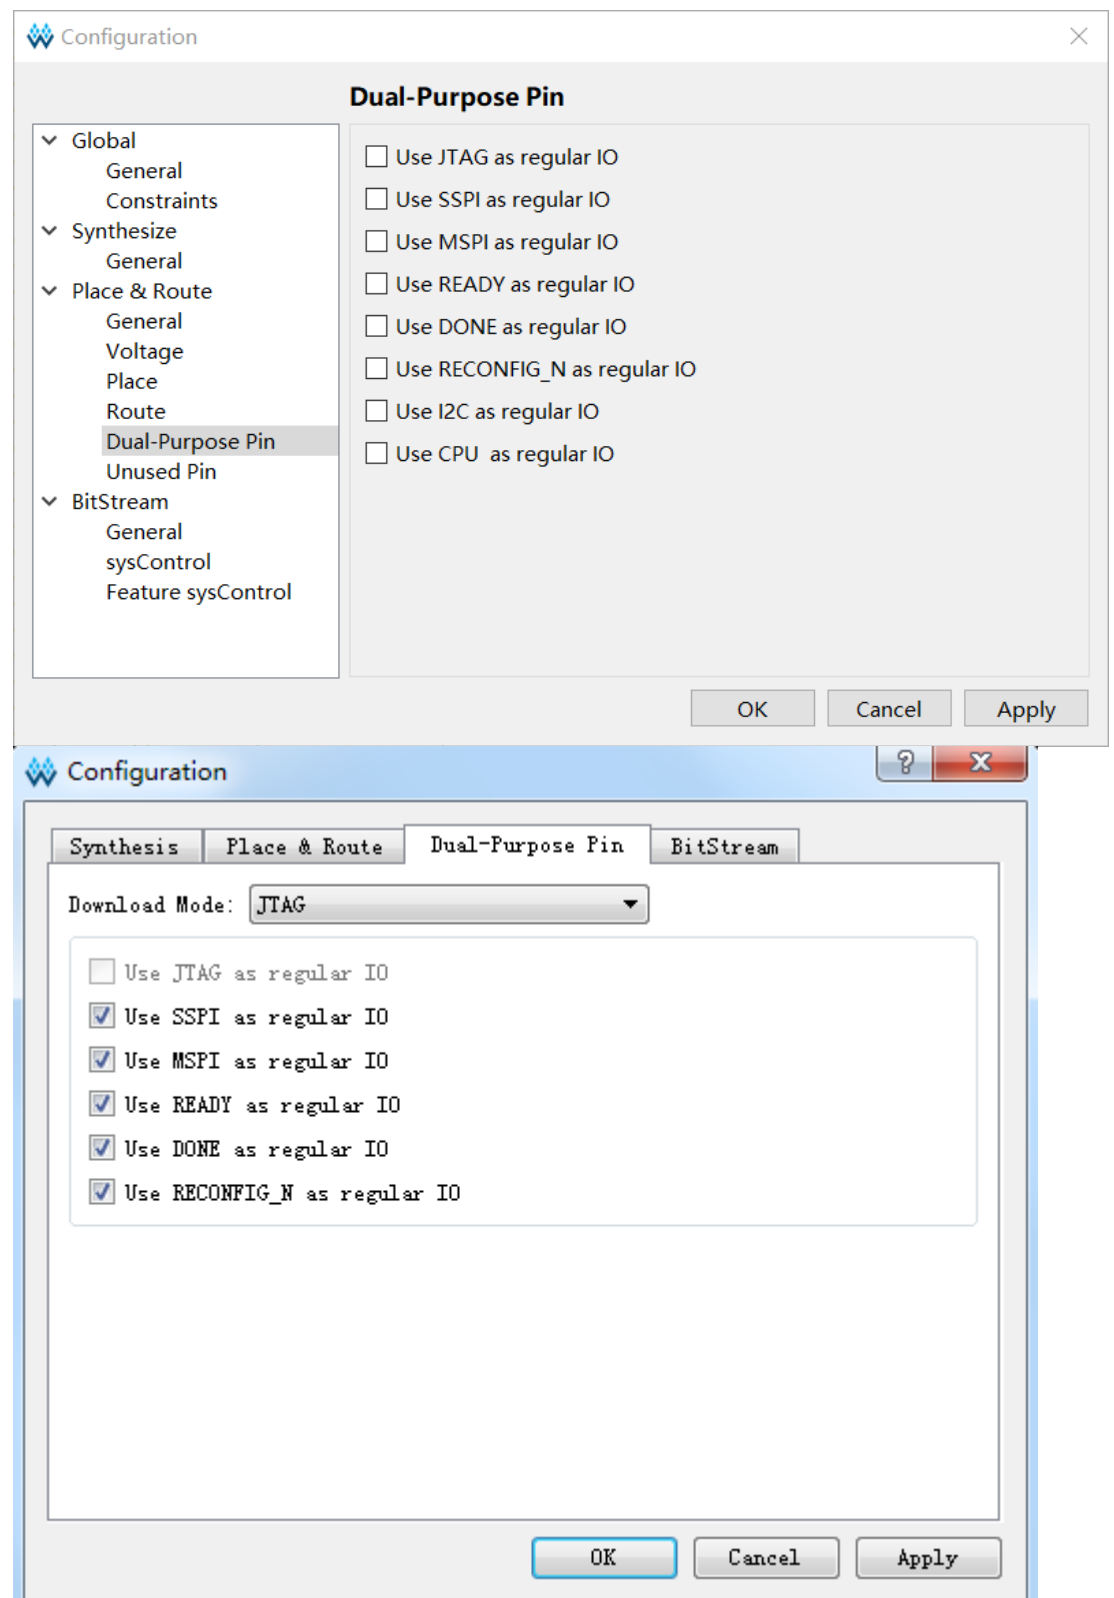 Configuration
Dual-Purpose Pin
Global
General
Constraints
Synthesize
General
Place & Route
General
Voltage
Place
Route
Dual-Purpose Pin
Unused Pin
BitStream
General
sysControl
Feature sysControl
Use JTAG as regular IO
Use SSPI as regular IO
Use MSPI as regular IO
Use READY as regular IO
Use DONE as regular IO
Use RECONFIG_N as regular IO
Use I2C as regular IO
Use CPU  as regular IO
OK Cancel Apply
Configuration
Synthesis Place & Route Dual-Purpose Pin BitStream
Download Mode: JTAG
Use JTAG as regular IO
Use SSPI as regular IO
Use MSPI as regular IO
Use READY as regular IO
Use DONE as regular IO
Use RECONFIG_N as regular IO
OK Cancel Apply